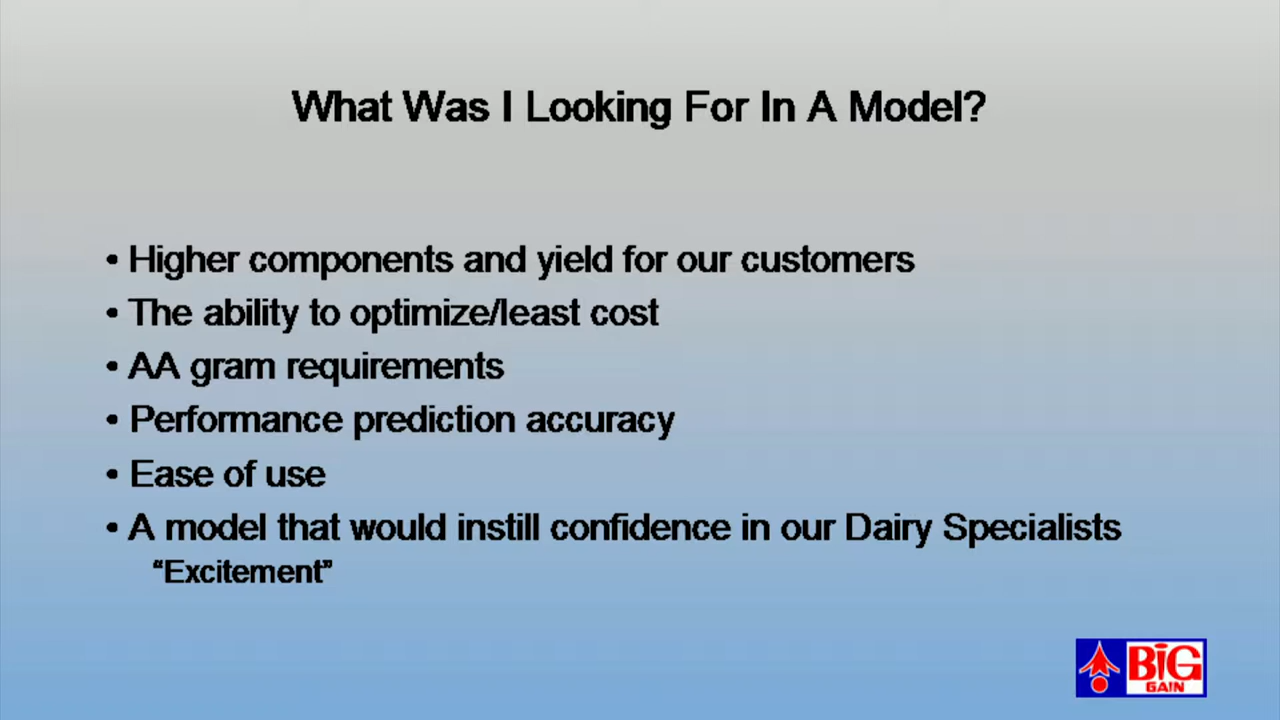 What Was I Looking For In A Model?
• Higher components and yield for our customers
• The ability to optimize/least cost
• AA gram requirements
• Performance prediction accuracy
• Ease of use
• A model that would instill confidence in our Dairy Specialists
“Excitement”
BiG
GAIN